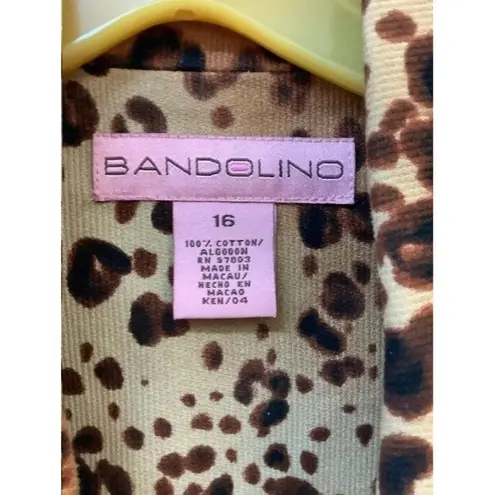 BANDOLINO
16
100% COTTON/
ALGODON
RN 57803
MADE IN
MACAU/
HECHO EN
MACAO
KEN/04